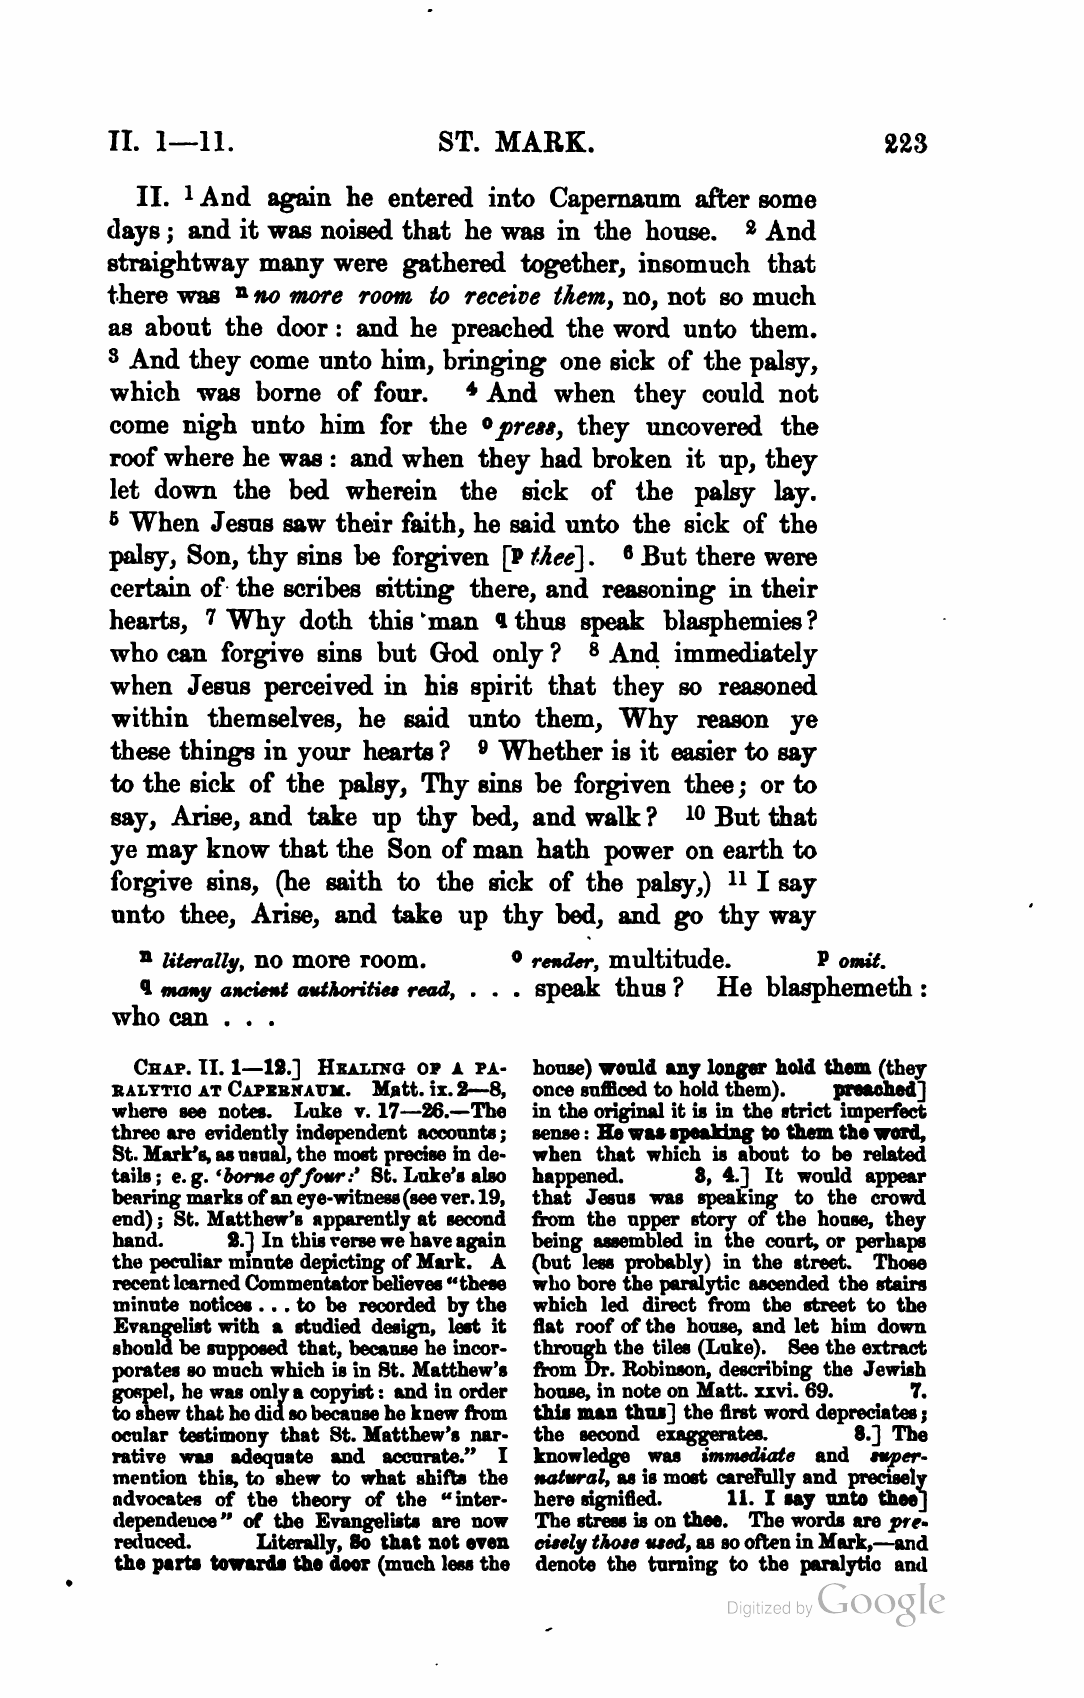 II. 1—11. ST. MARK. 223
II. 1 And again he entered into Capernaum after some
days; and it was noised that he was in the house. 2 And
straightway many were gathered together, insomuch that
there was n no more room to receive them, no, not so much
as about the door: and he preached the word unto them.
3 And they come unto him, bringing one sick of the palsy,
which was borne of four. 4 And when they could not
come nigh unto him for the o press, they uncovered the
roof where he was: and when they had broken it up, they
let down the bed wherein the sick of the palsy lay.
5 When Jesus saw their faith, he said unto the sick of the
palsy, Son, thy sins be forgiven [p thee]. 6 But there were
certain of the scribes sitting there, and reasoning in their
hearts, 7 Why doth this man q thus speak blasphemies?
who can forgive sins but God only? 8 And immediately
when Jesus perceived in his spirit that they so reasoned
within themselves, he said unto them, Why reason ye
these things in your hearts? 9 Whether is it easier to say
to the sick of the palsy, Thy sins be forgiven thee; or to
say, Arise, and take up thy bed, and walk? 10 But that
ye may know that the Son of man hath power on earth to
forgive sins, (he saith to the sick of the palsy,) 11 I say
unto thee, Arise, and take up thy bed, and go thy way
n literally, no more room. o render, multitude. p omit.
q many ancient authorities read, . . . speak thus? He blasphemeth:
who can . . .
CHAP. II. 1—12.] HEALING OF A PA-
RALYTIC AT CAPERNAUM. Matt. ix. 2—8,
where see notes. Luke v. 17—26.—The
three are evidently independent accounts;
St. Mark's, as usual, the most precise in de-
tails; e. g. 'borne of four:' St. Luke's also
bearing marks of an eye-witness (see ver. 19,
end); St. Matthew's apparently at second
hand. 2.] In this verse we have again
the peculiar minute depicting of Mark. A
recent learned Commentator believes "these
minute notices . . . to be recorded by the
Evangelist with a studied design, lest it
should be supposed that, because he incor-
porates so much which is in St. Matthew's
gospel, he was only a copyist: and in order
to shew that he did so because he knew from
ocular testimony that St. Matthew's nar-
rative was adequate and accurate." I
mention this, to shew to what shifts the
advocates of the theory of the "inter-
dependence" of the Evangelists are now
reduced. Literally, So that not even
the parts towards the door (much less the
house) would any longer hold them (they
once sufficed to hold them). preached]
in the original it is in the strict imperfect
sense: He was speaking to them the word,
when that which is about to be related
happened. 3, 4.] It would appear
that Jesus was speaking to the crowd
from the upper story of the house, they
being assembled in the court, or perhaps
(but less probably) in the street. Those
who bore the paralytic ascended the stairs
which led direct from the street to the
flat roof of the house, and let him down
through the tiles (Luke). See the extract
from Dr. Robinson, describing the Jewish
house, in note on Matt. xxvi. 69. 7.
this man thus] the first word depreciates;
the second exaggerates. 8.] The
knowledge was immediate and super-
natural, as is most carefully and precisely
here signified. 11. I say unto thee]
The stress is on thee. The words are pre-
cisely those used, as so often in Mark,—and
denote the turning to the paralytic and
Digitized by Google